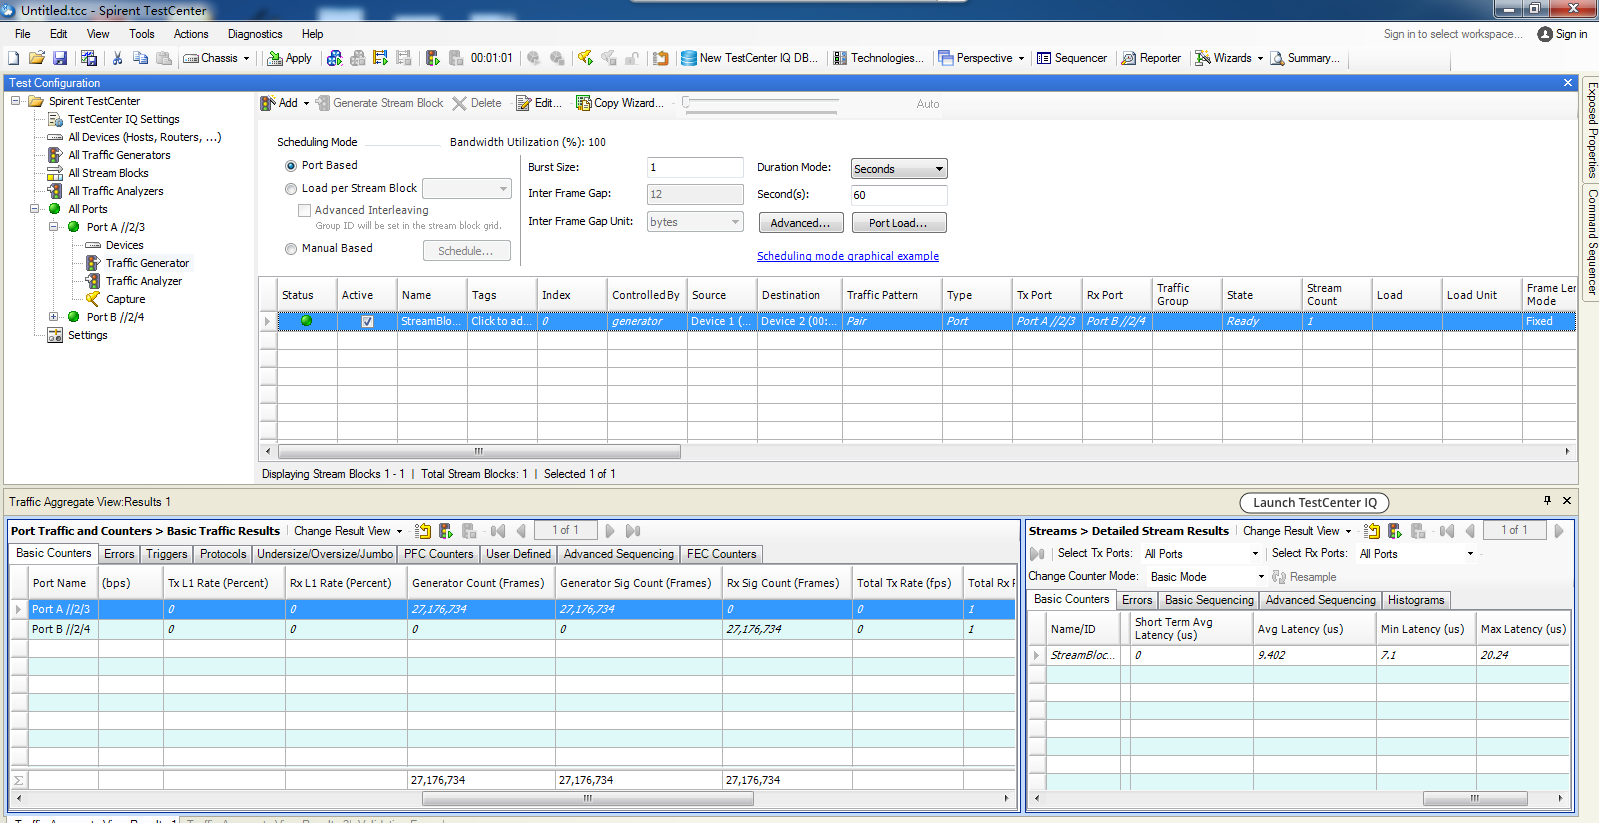 Untitled.tcc - Spirent TestCenter
File Edit View Tools Actions Diagnostics Help Sign in to select workspace... Sign in
Chassis Apply 00:01:01 New TestCenter IQ DB... Technologies... Perspective Sequencer Reporter Wizards Summary...
Test Configuration
Spirent TestCenter
TestCenter IQ Settings
All Devices (Hosts, Routers, ...)
All Traffic Generators
All Stream Blocks
All Traffic Analyzers
All Ports
Port A //2/3
Devices
Traffic Generator
Traffic Analyzer
Capture
Port B //2/4
Settings
Add Generate Stream Block Delete Edit... Copy Wizard... Auto
Scheduling Mode Bandwidth Utilization (%): 100
Port Based
Load per Stream Block
Advanced Interleaving
Group ID will be set in the stream block grid.
Manual Based Schedule...
Burst Size: 1
Inter Frame Gap: 12
Inter Frame Gap Unit: bytes
Duration Mode: Seconds
Second(s): 60
Advanced... Port Load...
Scheduling mode graphical example
Status Active Name Tags Index ControlledBy Source Destination Traffic Pattern Type Tx Port Rx Port Traffic Group State Stream Count Load Load Unit Frame Len Mode
StreamBlo... Click to ad... 0 generator Device 1 (... Device 2 (00:... Pair Port Port A //2/3 Port B //2/4 Ready 1 Fixed
Displaying Stream Blocks 1 - 1 | Total Stream Blocks: 1 | Selected 1 of 1
Exposed Properties
Command Sequencer
Traffic Aggregate View:Results 1 Launch TestCenter IQ
Port Traffic and Counters > Basic Traffic Results Change Result View 1 of 1
Basic Counters Errors Triggers Protocols Undersize/Oversize/Jumbo PFC Counters User Defined Advanced Sequencing FEC Counters
Port Name (bps) Tx L1 Rate (Percent) Rx L1 Rate (Percent) Generator Count (Frames) Generator Sig Count (Frames) Rx Sig Count (Frames) Total Tx Rate (fps) Total Rx
Port A //2/3 0 0 27,176,734 27,176,734 0 0 1
Port B //2/4 0 0 0 0 27,176,734 0 1
Σ 27,176,734 27,176,734 27,176,734
Streams > Detailed Stream Results Change Result View 1 of 1
Select Tx Ports: All Ports Select Rx Ports: All Ports
Change Counter Mode: Basic Mode Resample
Basic Counters Errors Basic Sequencing Advanced Sequencing Histograms
Name/ID Short Term Avg Latency (us) Avg Latency (us) Min Latency (us) Max Latency (us)
StreamBloc... 0 9.402 7.1 20.24